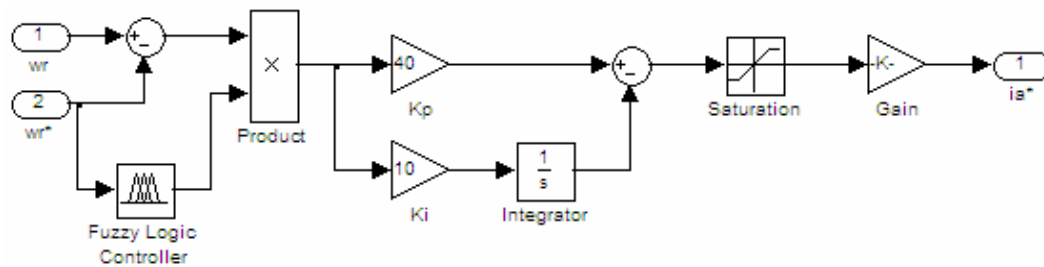 1
wr
2
wr*
+
−
Fuzzy Logic
Controller
×
Product
40
Kp
10
Ki
1
s
Integrator
+
−
Saturation
-K-
Gain
1
ia*